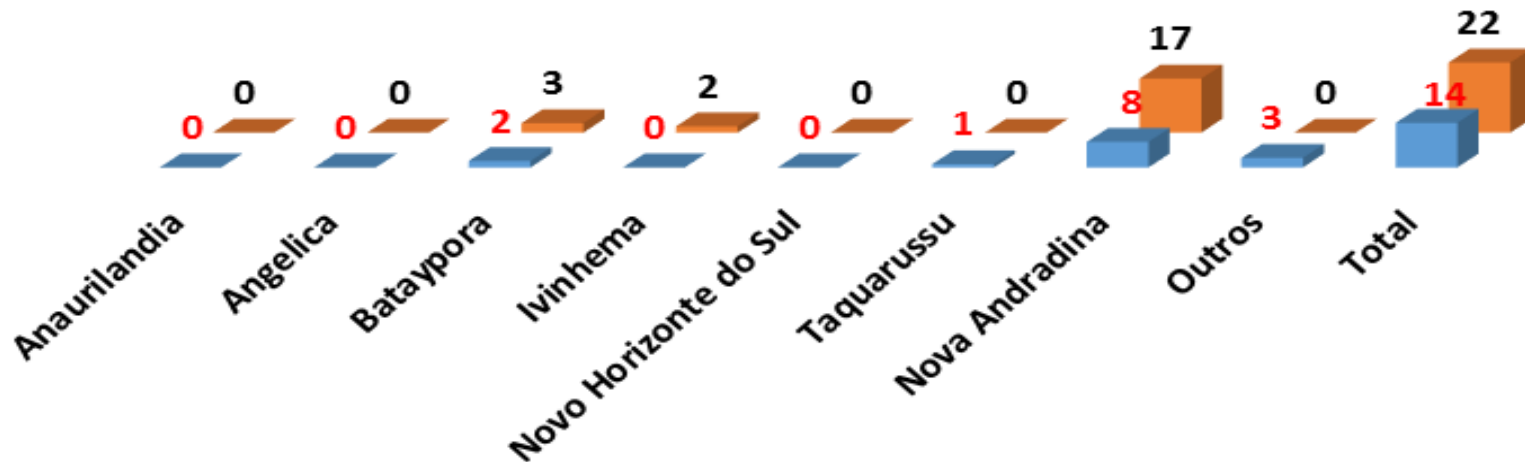 0 0 3 2 0 0 17 0 22
0 0 2 0 0 1 8 3 14
Anaurilandia
Angelica
Bataypora
Ivinhema
Novo Horizonte do Sul
Taquarussu
Nova Andradina
Outros
Total